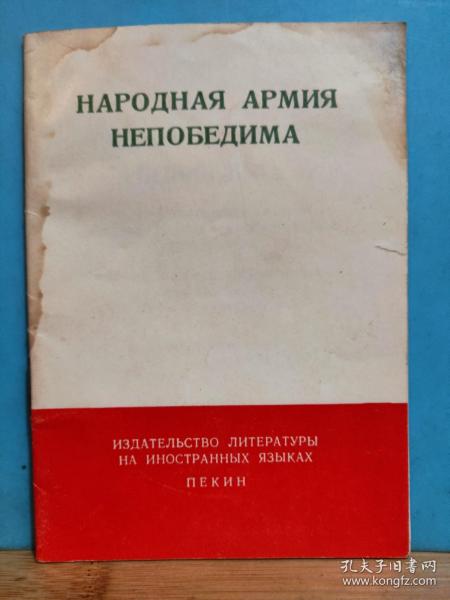 НАРОДНАЯ АРМИЯ
НЕПОБЕДИМА
ИЗДАТЕЛЬСТВО ЛИТЕРАТУРЫ
НА ИНОСТРАННЫХ ЯЗЫКАХ
ПЕКИН
孔夫子旧书网
www.kongfz.com